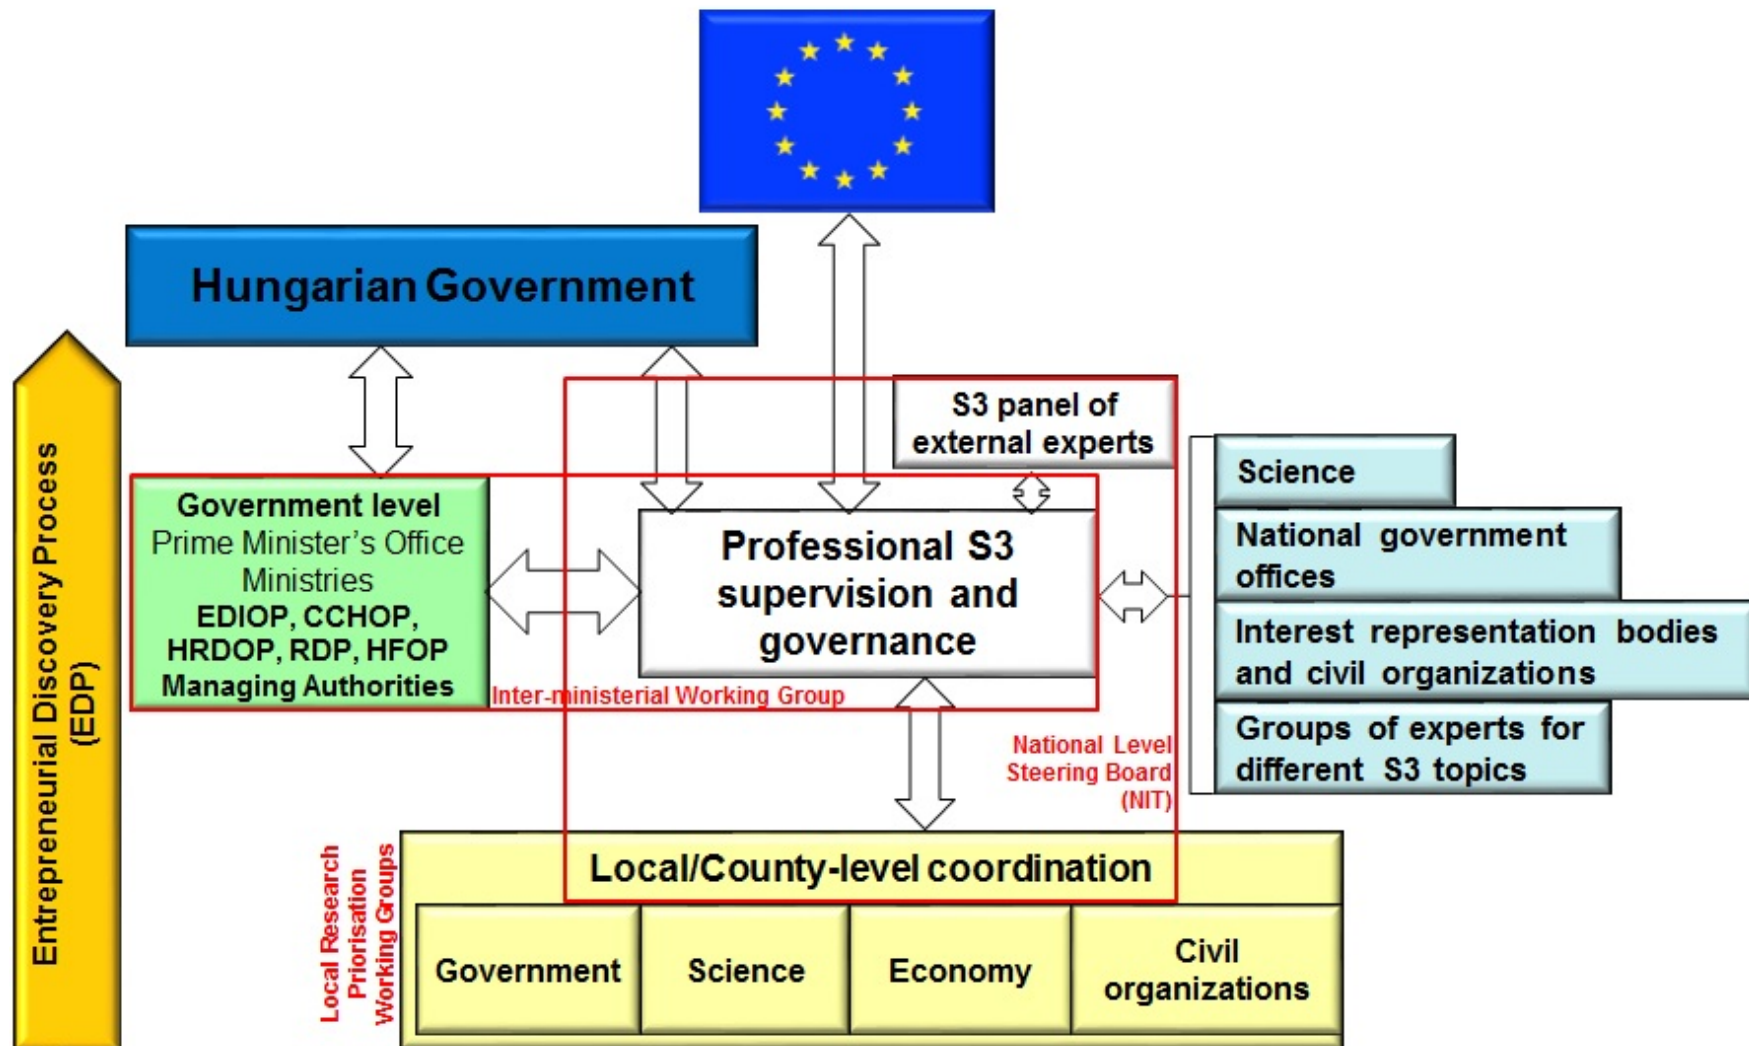 Hungarian Government
Entrepreneurial Discovery Process
(EDP)
S3 panel of
external experts
Government level
Prime Minister's Office
Ministries
EDIOP, CCHOP,
HRDOP, RDP, HFOP
Managing Authorities
Professional S3
supervision and
governance
Inter-ministerial Working Group
National Level
Steering Board
(NIT)
Science
National government
offices
Interest representation bodies
and civil organizations
Groups of experts for
different S3 topics
Local Research
Priorisation
Working Groups
Local/County-level coordination
Government
Science
Economy
Civil
organizations